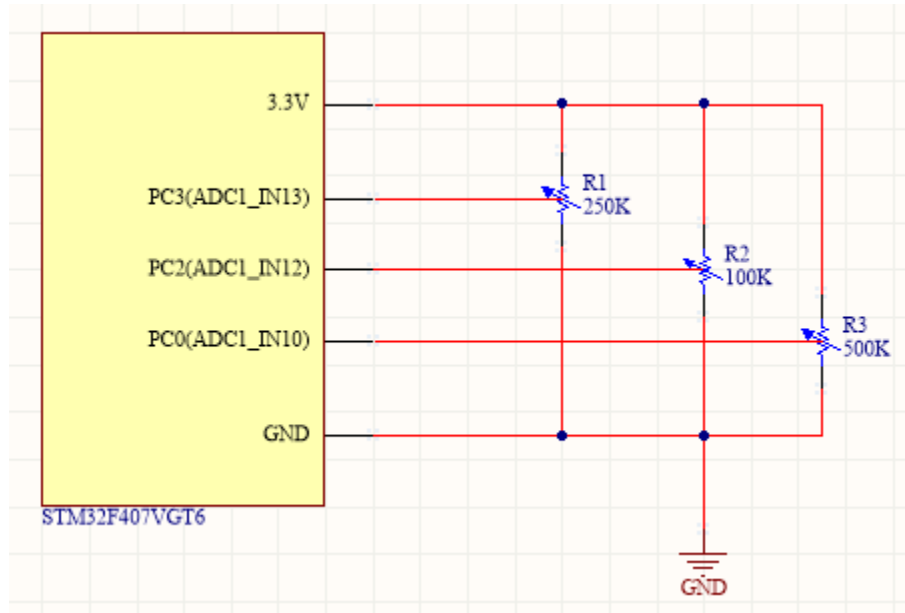 3.3V
PC3(ADC1_IN13)
R1
250K
PC2(ADC1_IN12)
R2
100K
PC0(ADC1_IN10)
R3
500K
GND
STM32F407VGT6
GND